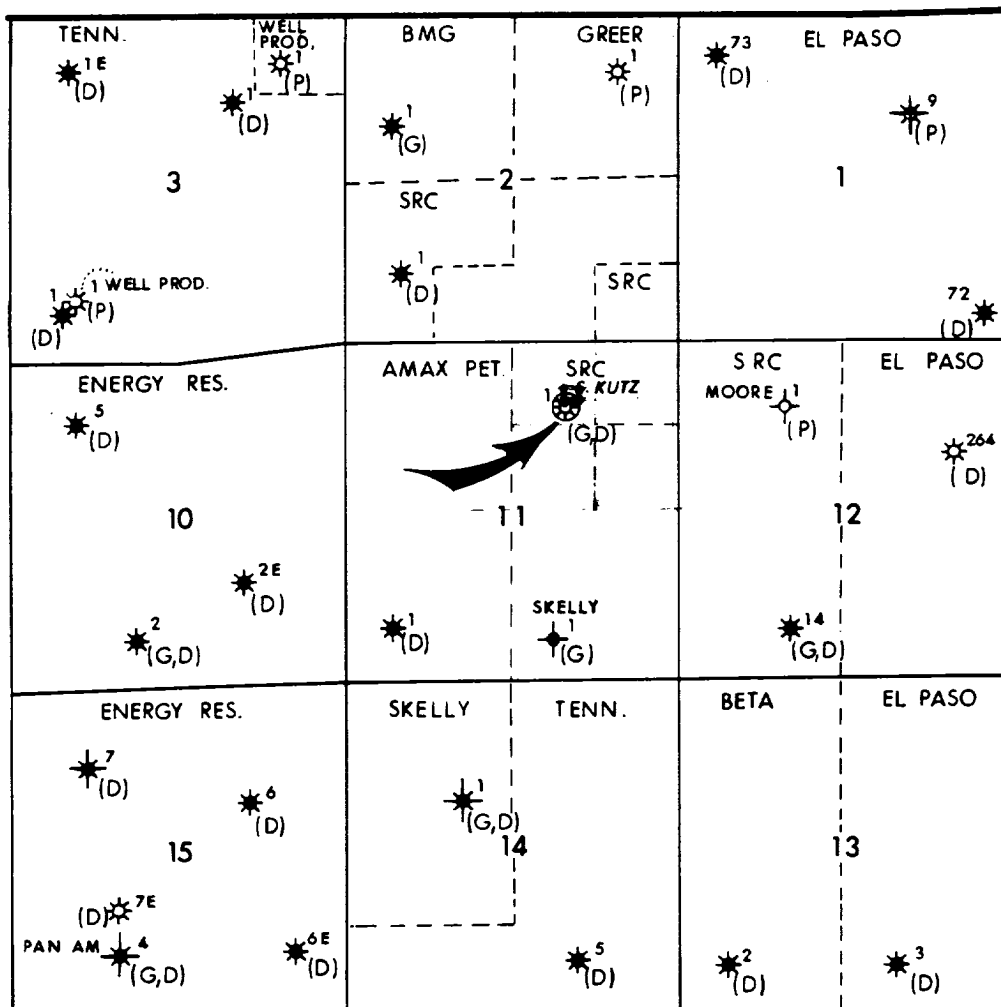 TENN.
WELL
PROD.
1
(P)
1E
(D)
1
(D)
3
1 WELL PROD.
(P)
1
(D)
BMG
GREER
1
(P)
1
(G)
2
SRC
1
(D)
SRC
EL PASO
73
(D)
9
(P)
1
72
(D)
ENERGY RES.
5
(D)
10
2E
(D)
2
(G,D)
AMAX PET.
SRC
KUTZ
1
(G,D)
11
1
(D)
SKELLY
1
(G)
SRC
EL PASO
MOORE
1
(P)
264
(D)
12
14
(G,D)
ENERGY RES.
7
(D)
6
(D)
15
7E
(D)
PAN AM
4
(G,D)
6E
(D)
SKELLY
TENN.
1
(G,D)
14
5
(D)
BETA
EL PASO
13
2
(D)
3
(D)